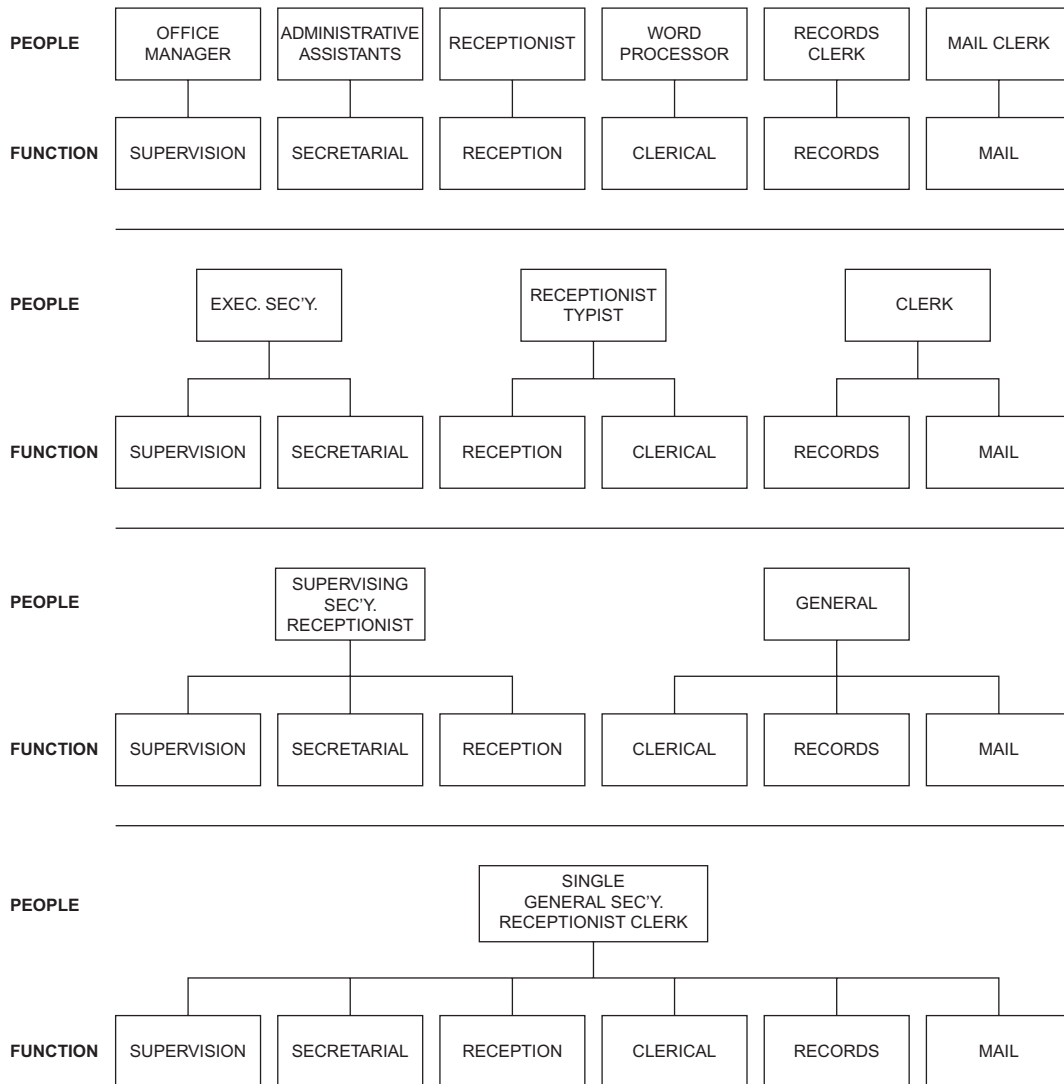 PEOPLE
OFFICE
MANAGER
ADMINISTRATIVE
ASSISTANTS
RECEPTIONIST
WORD
PROCESSOR
RECORDS
CLERK
MAIL CLERK
FUNCTION
SUPERVISION
SECRETARIAL
RECEPTION
CLERICAL
RECORDS
MAIL
PEOPLE
EXEC. SEC’Y.
RECEPTIONIST
TYPIST
CLERK
FUNCTION
SUPERVISION
SECRETARIAL
RECEPTION
CLERICAL
RECORDS
MAIL
PEOPLE
SUPERVISING
SEC’Y.
RECEPTIONIST
GENERAL
FUNCTION
SUPERVISION
SECRETARIAL
RECEPTION
CLERICAL
RECORDS
MAIL
PEOPLE
SINGLE
GENERAL SEC’Y.
RECEPTIONIST CLERK
FUNCTION
SUPERVISION
SECRETARIAL
RECEPTION
CLERICAL
RECORDS
MAIL